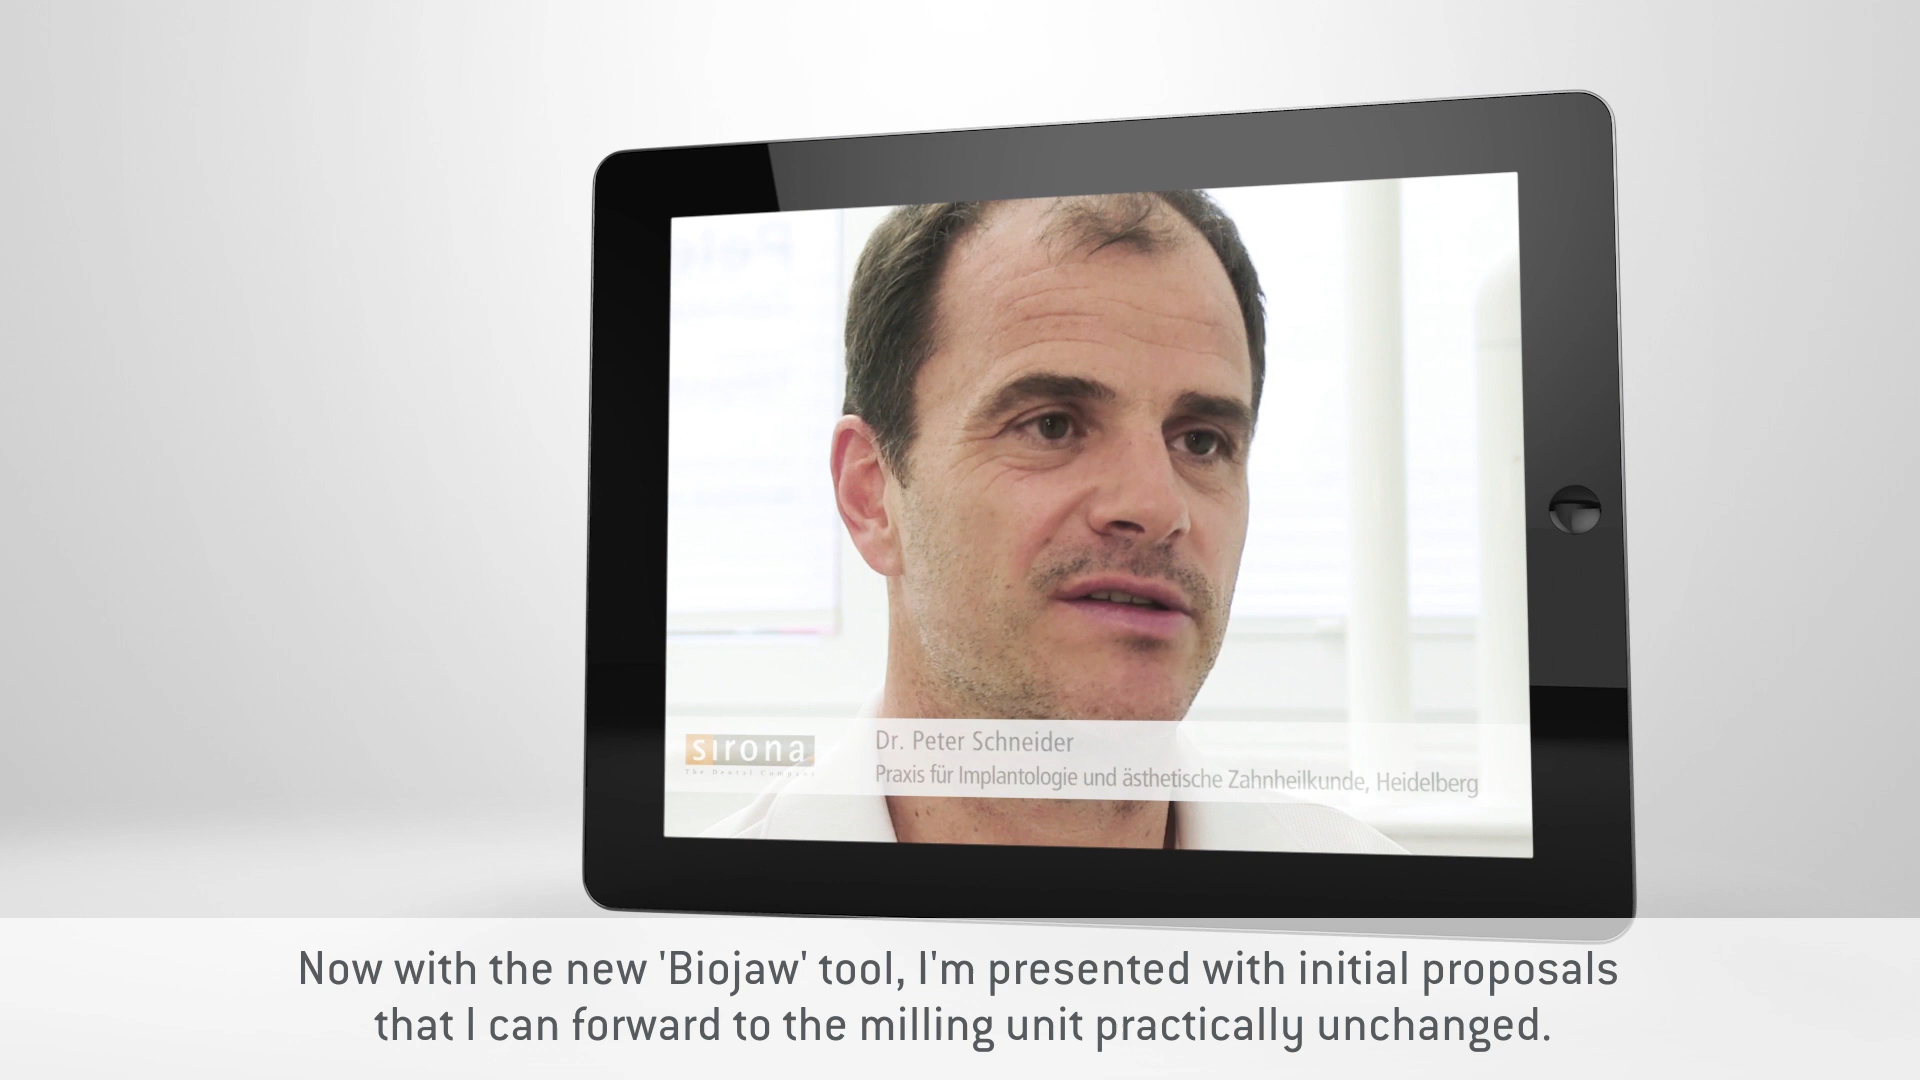 sirona
The Dental Company
Dr. Peter Schneider
Praxis für Implantologie und ästhetische Zahnheilkunde, Heidelberg
Now with the new 'Biojaw' tool, I'm presented with initial proposals
that I can forward to the milling unit practically unchanged.